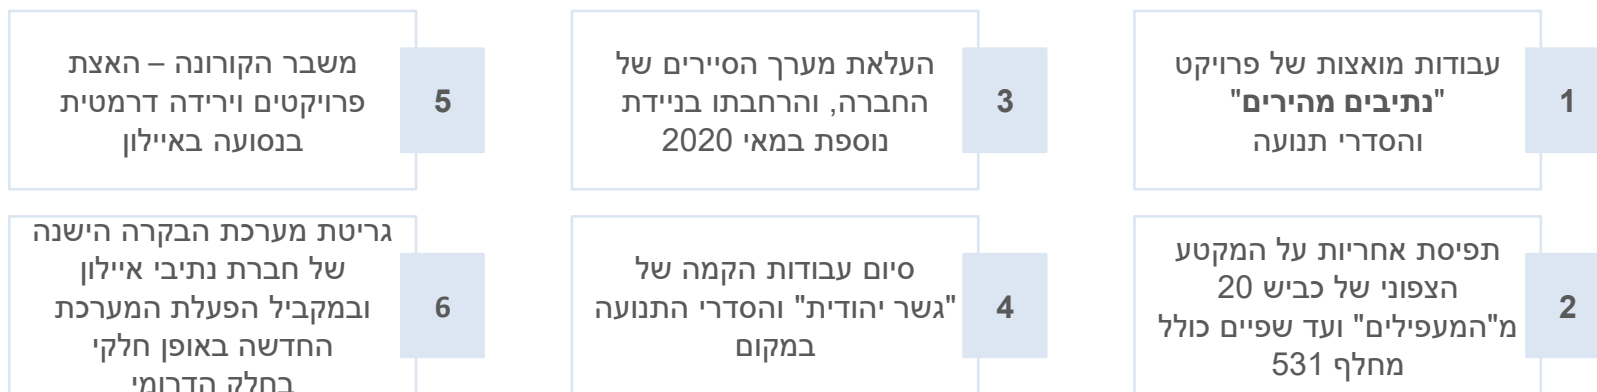 1
עבודות מואצות של פרויקט
"נתיבים מהירים"
והסדרי תנועה
2
תפיסת אחריות על המקטע
הצפוני של כביש 20
מ"המעפילים" ועד שפיים כולל
מחלף 531
3
העלאת מערך הסיירים של
החברה, והרחבתו בניידת
נוספת במאי 2020
4
סיום עבודות הקמה של
"גשר יהודית" והסדרי התנועה
במקום
5
משבר הקורונה – האצת
פרויקטים וירידה דרמטית
בנסועה באיילון
6
גריטת מערכת הבקרה הישנה
של חברת נתיבי איילון
ובמקביל הפעלת המערכת
החדשה באופן חלקי
בחלק הדרומי